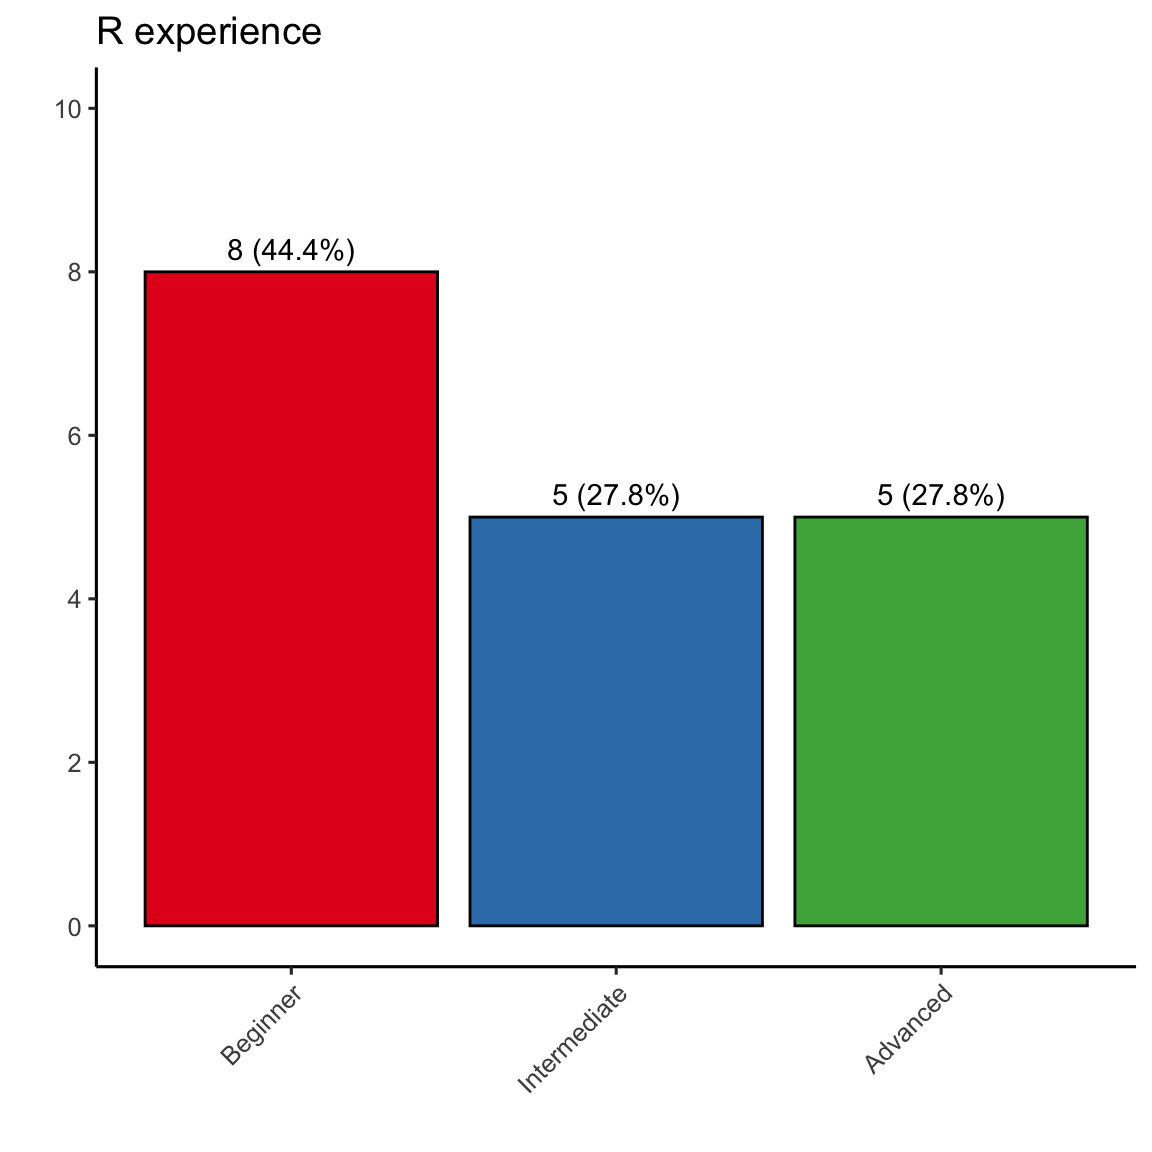 R experience
10
8
6
4
2
0
8 (44.4%)
5 (27.8%)
5 (27.8%)
Beginner
Intermediate
Advanced